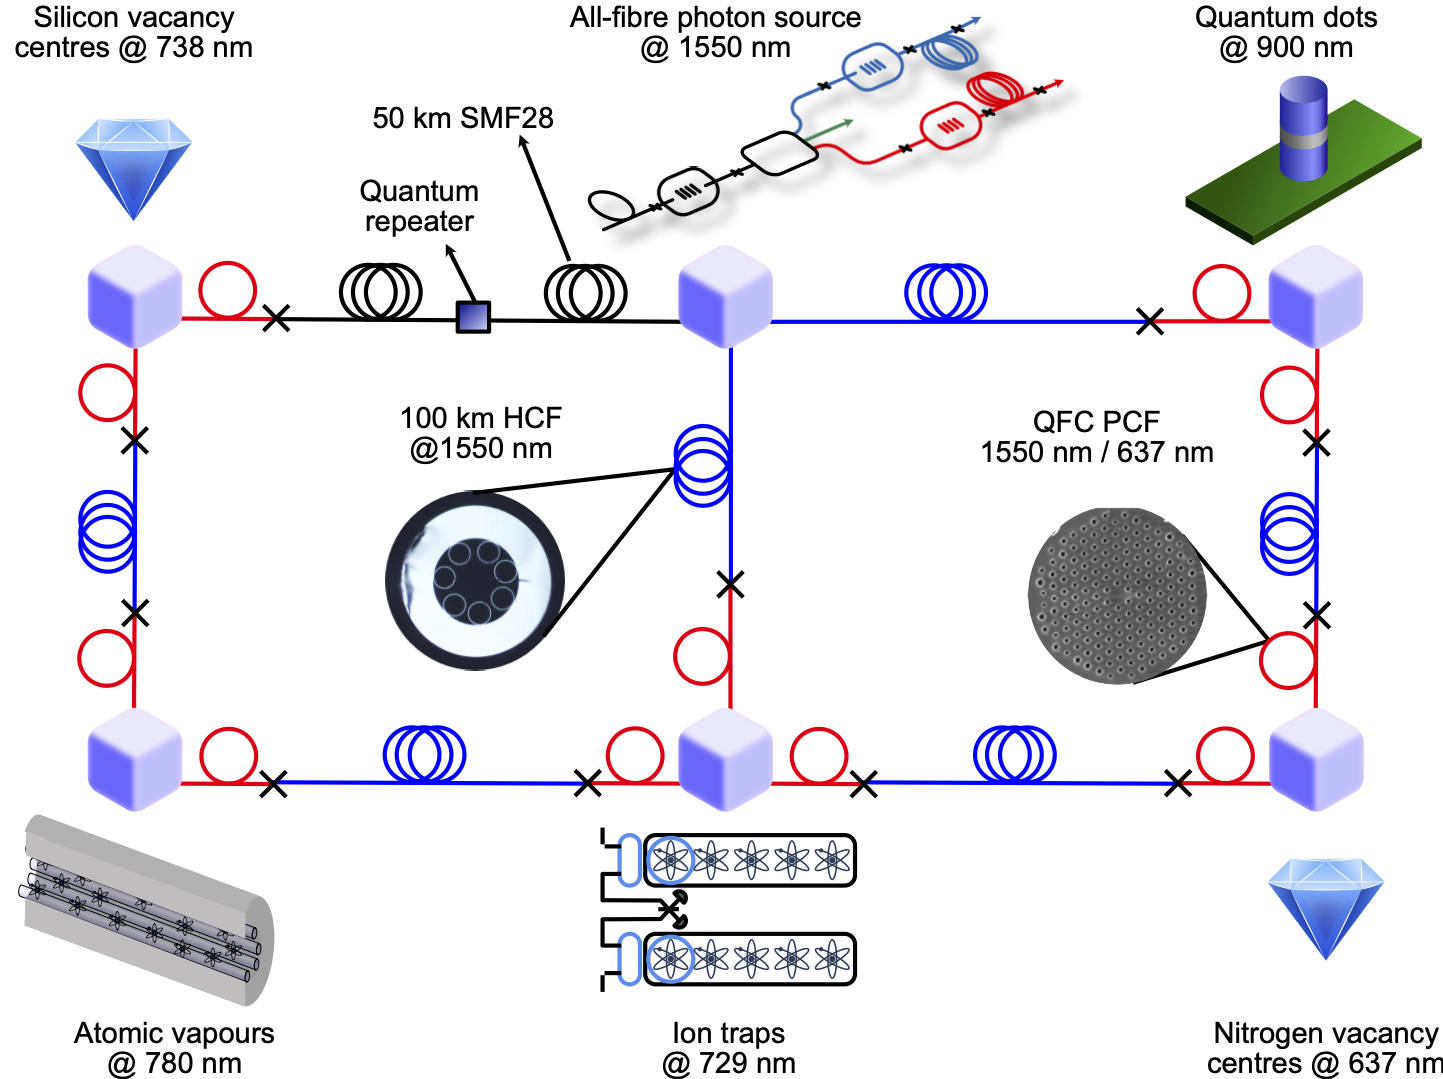 Silicon vacancy
centres @ 738 nm
All-fibre photon source
@ 1550 nm
Quantum dots
@ 900 nm
50 km SMF28
Quantum
repeater
100 km HCF
@1550 nm
QFC PCF
1550 nm / 637 nm
Atomic vapours
@ 780 nm
Ion traps
@ 729 nm
Nitrogen vacancy
centres @ 637 nm